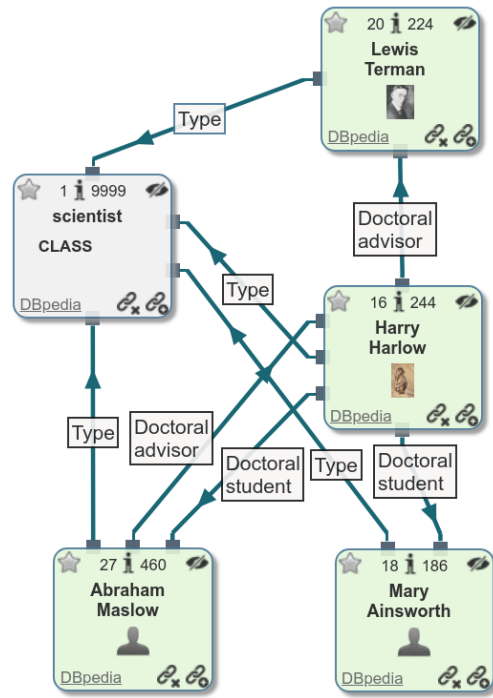 20 224
Lewis
Terman
DBpedia
Type
1 9999
scientist
CLASS
DBpedia
Doctoral
advisor
Type
16 244
Harry
Harlow
DBpedia
Type
Doctoral
advisor
Doctoral
student
Type
Doctoral
student
27 460
Abraham
Maslow
DBpedia
18 186
Mary
Ainsworth
DBpedia